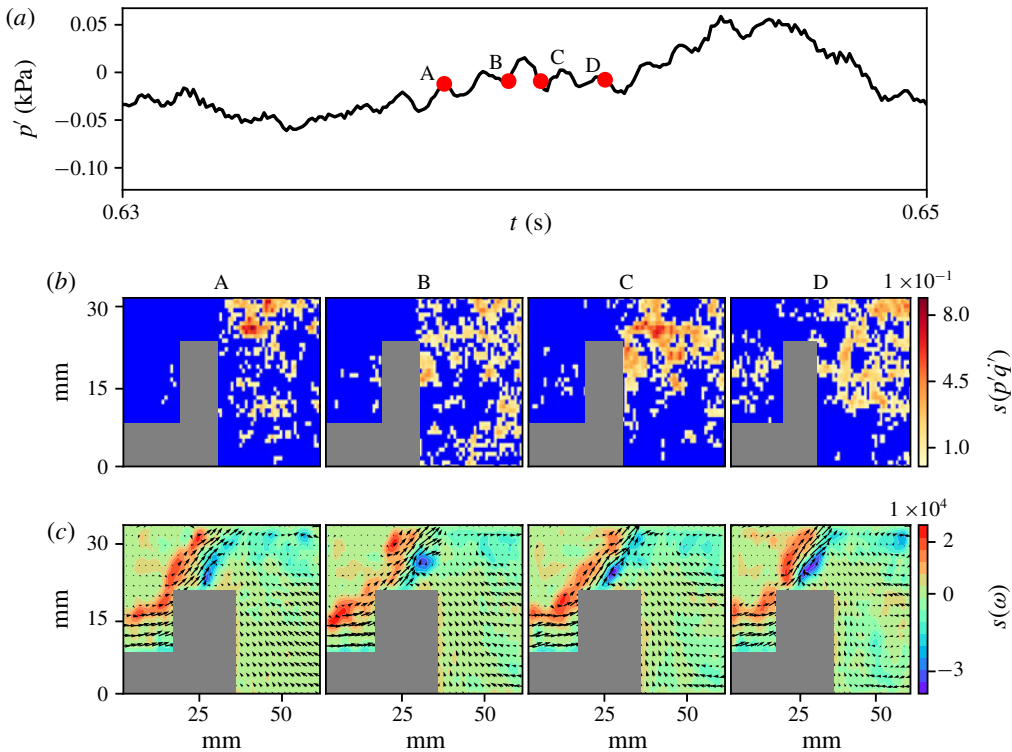 (a)
0.05
0
−0.05
−0.10
p′ (kPa)
A
B
C
D
0.63
0.65
t (s)
(b)
A
B
C
D
1 ×10⁻¹
30
15
0
mm
8.0
4.5
1.0
s(p′q̇′)
(c)
1 ×10⁴
30
15
0
mm
2
0
−3
s(ω)
25
50
25
50
25
50
25
50
mm
mm
mm
mm